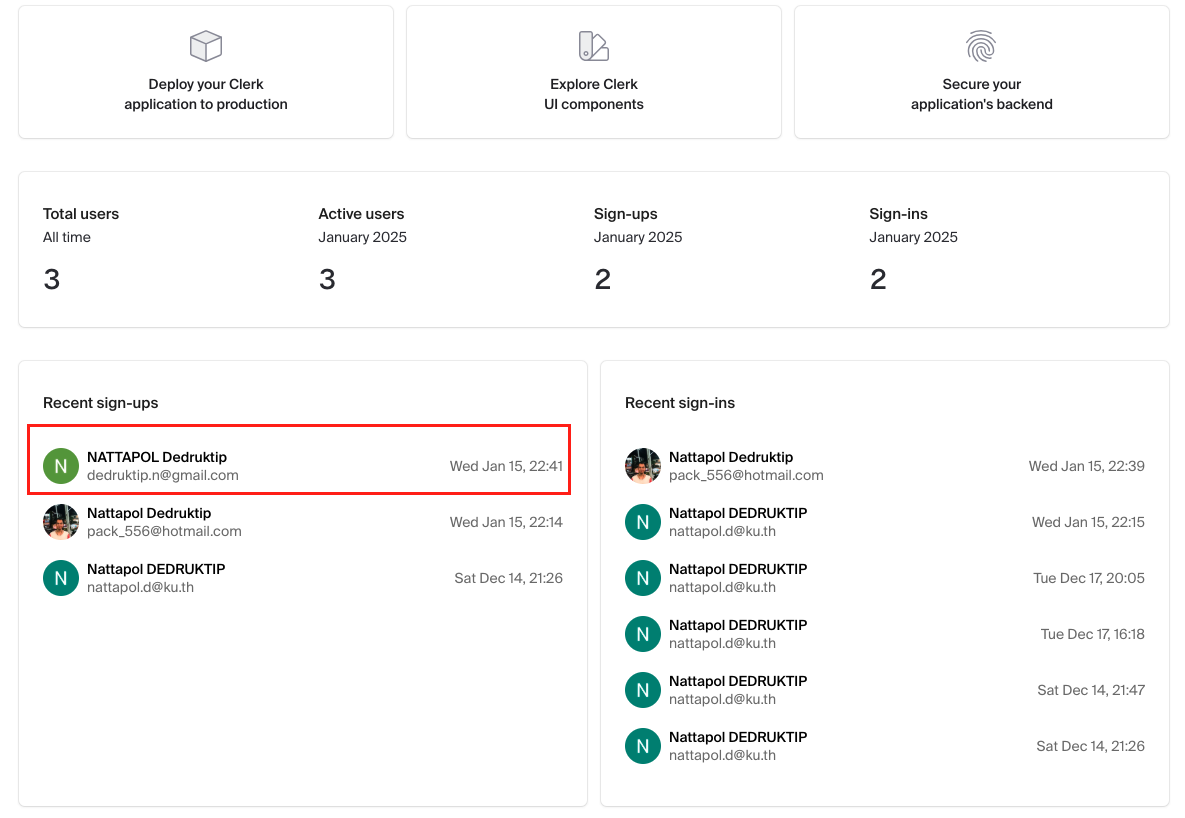 Deploy your Clerk
application to production
Explore Clerk
UI components
Secure your
application's backend
Total users
All time
3
Active users
January 2025
3
Sign-ups
January 2025
2
Sign-ins
January 2025
2
Recent sign-ups
N
NATTAPOL Dedruktip
dedruktip.n@gmail.com
Wed Jan 15, 22:41
Nattapol Dedruktip
pack_556@hotmail.com
Wed Jan 15, 22:14
N
Nattapol DEDRUKTIP
nattapol.d@ku.th
Sat Dec 14, 21:26
Recent sign-ins
Nattapol Dedruktip
pack_556@hotmail.com
Wed Jan 15, 22:39
N
Nattapol DEDRUKTIP
nattapol.d@ku.th
Wed Jan 15, 22:15
N
Nattapol DEDRUKTIP
nattapol.d@ku.th
Tue Dec 17, 20:05
N
Nattapol DEDRUKTIP
nattapol.d@ku.th
Tue Dec 17, 16:18
N
Nattapol DEDRUKTIP
nattapol.d@ku.th
Sat Dec 14, 21:47
N
Nattapol DEDRUKTIP
nattapol.d@ku.th
Sat Dec 14, 21:26